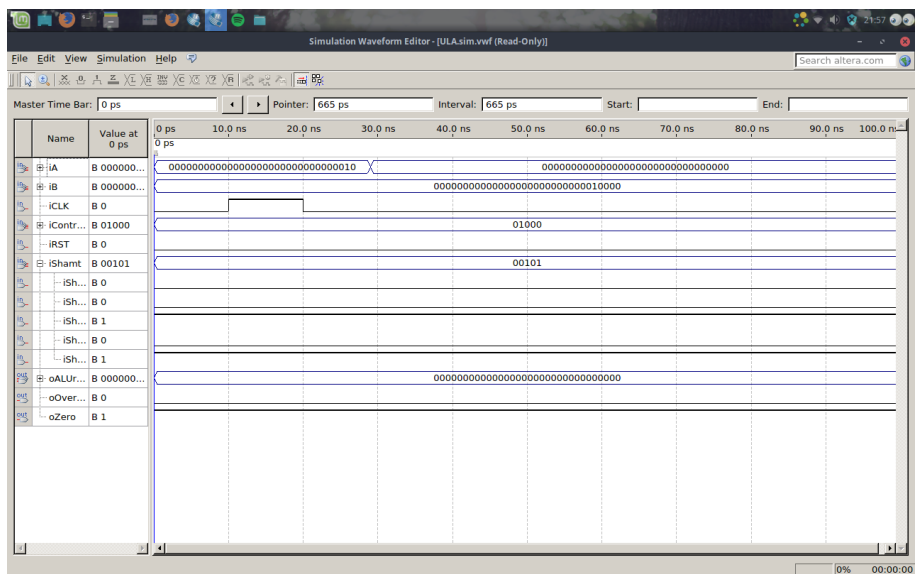 21:57
Simulation Waveform Editor - [ULA.sim.vwf (Read-Only)]
File Edit View Simulation Help
Search altera.com
Master Time Bar: 0 ps Pointer: 665 ps Interval: 665 ps Start: End:
Name Value at 0 ps
0 ps 10.0 ns 20.0 ns 30.0 ns 40.0 ns 50.0 ns 60.0 ns 70.0 ns 80.0 ns 90.0 ns 100.0 ns
0 ps
iA B 000000... 00000000000000000000000000000010 00000000000000000000000000000000
iB B 000000... 00000000000000000000000000010000
iCLK B 0
iContr... B 01000 01000
iRST B 0
iShamt B 00101 00101
iSh... B 0
iSh... B 0
iSh... B 1
iSh... B 0
iSh... B 1
oALUr... B 000000... 00000000000000000000000000000000
oOver... B 0
oZero B 1
0% 00:00:00